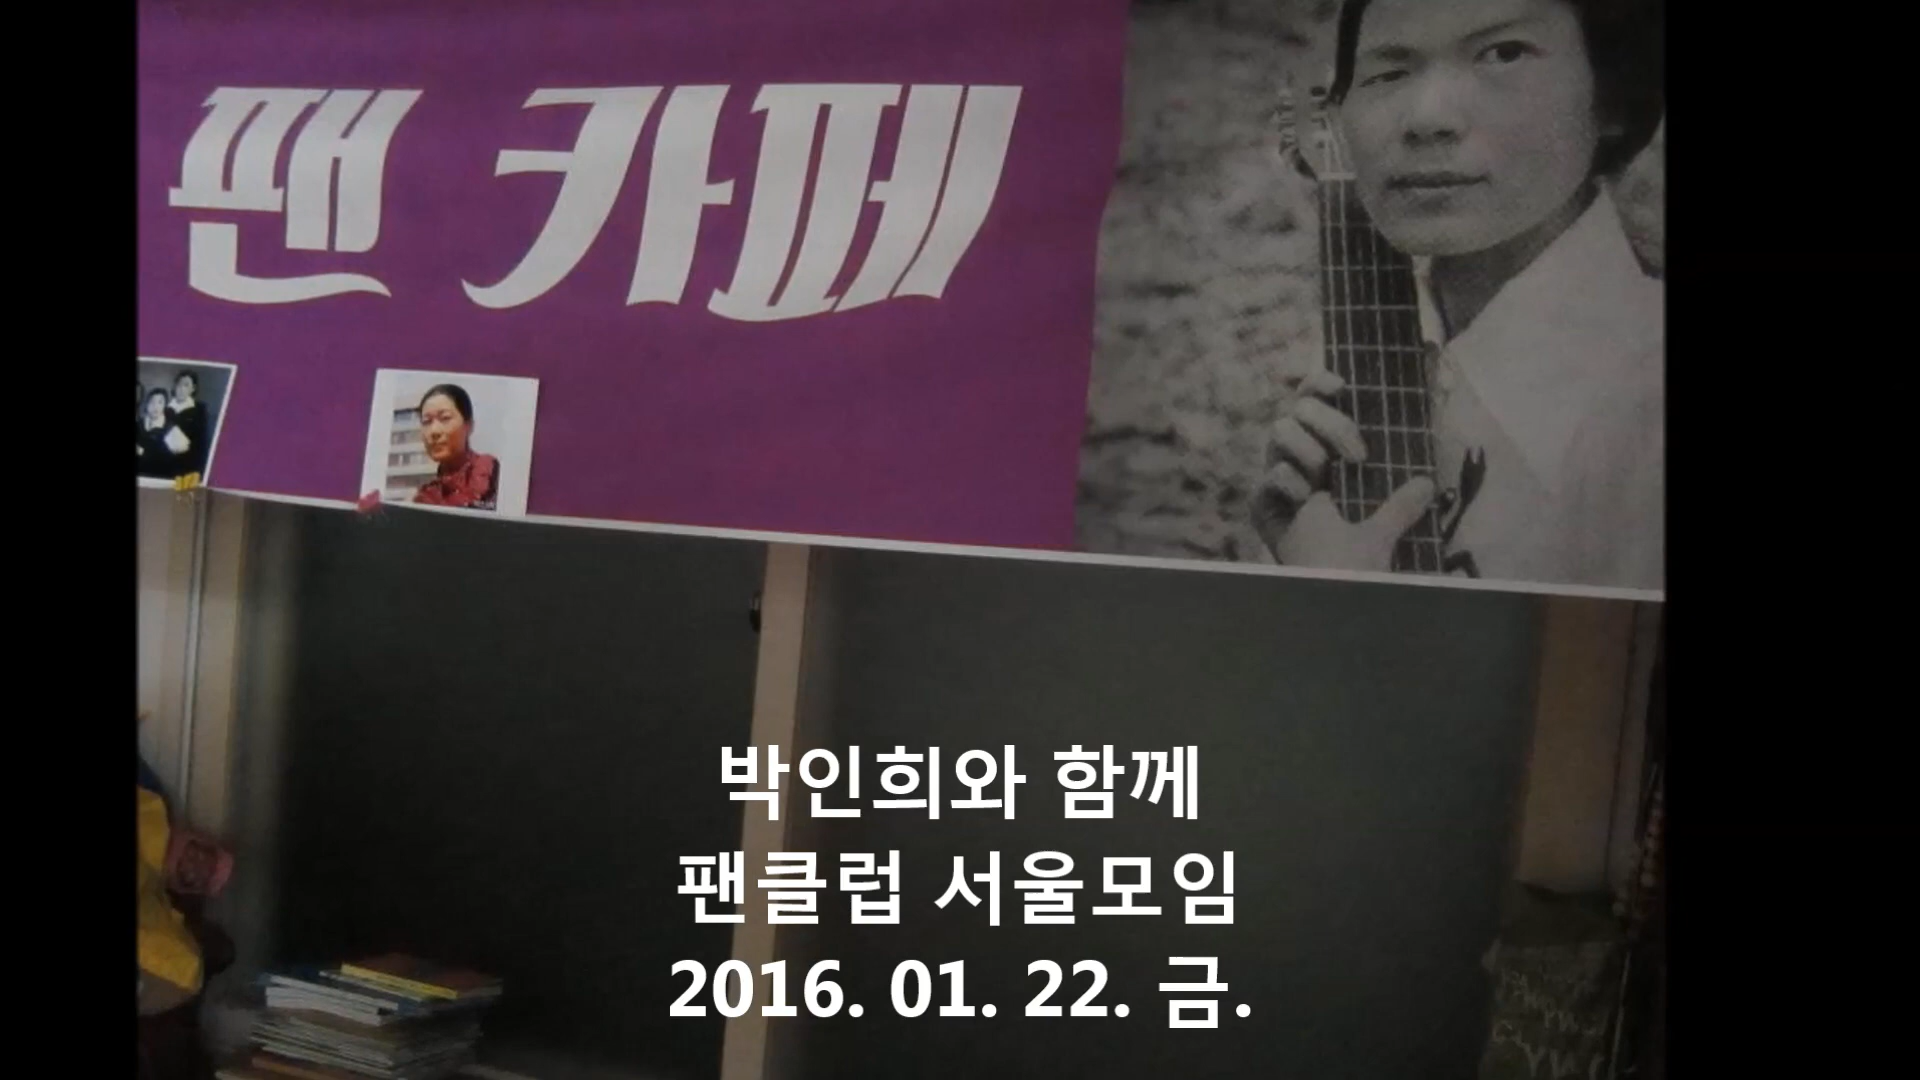 팬 카페
박인희와 함께
팬클럽 서울모임
2016. 01. 22. 금.